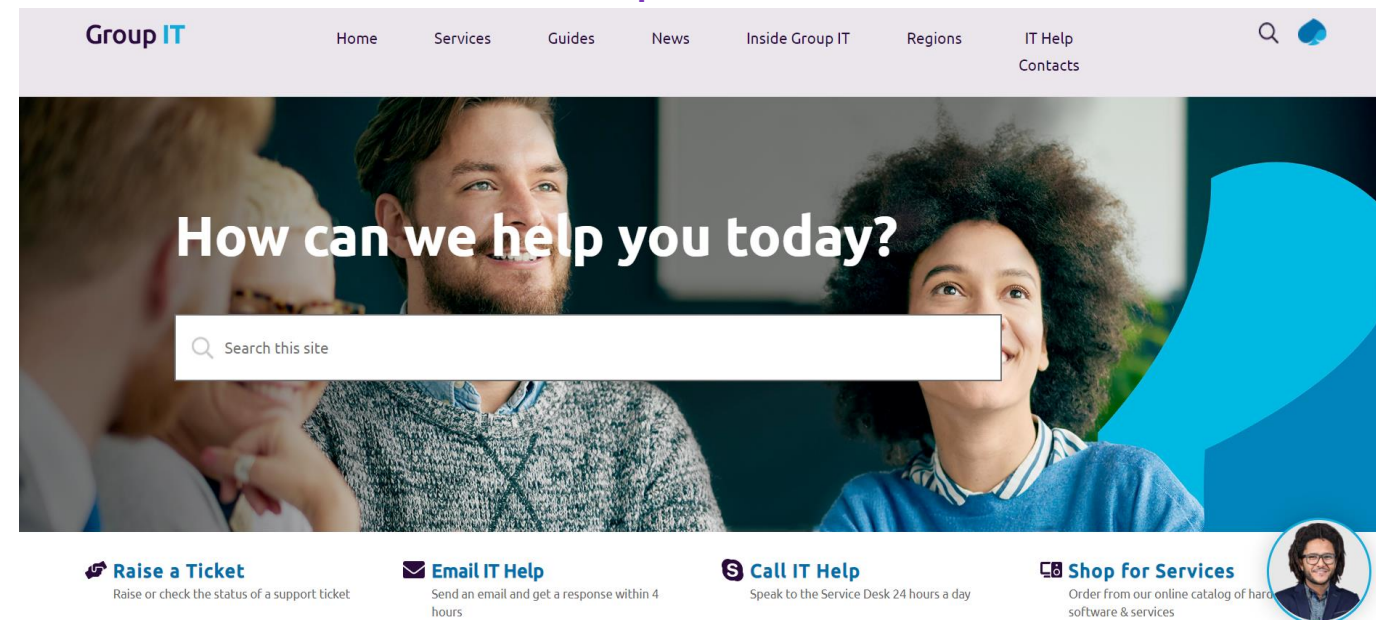 Group IT
Home
Services
Guides
News
Inside Group IT
Regions
IT Help
Contacts
How can we help you today?
Search this site
Raise a Ticket
Raise or check the status of a support ticket
Email IT Help
Send an email and get a response within 4
hours
Call IT Help
Speak to the Service Desk 24 hours a day
Shop for Services
Order from our online catalog of
software & services